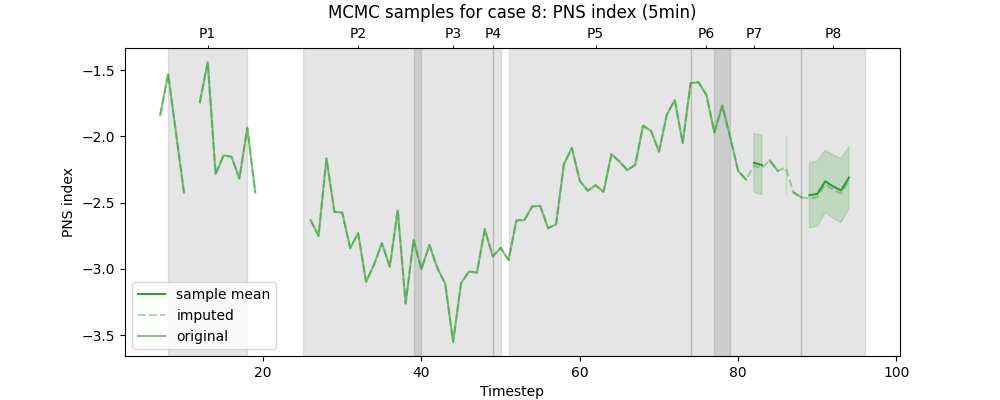 MCMC samples for case 8: PNS index (5min)
P1 P2 P3 P4 P5 P6 P7 P8
−1.5
−2.0
−2.5
−3.0
−3.5
PNS index
sample mean
imputed
original
20 40 60 80 100
Timestep